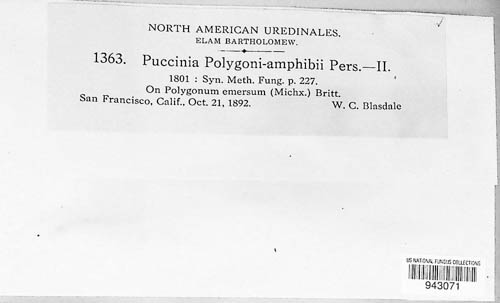 NORTH AMERICAN UREDINALES.
ELAM BARTHOLOMEW.
1363. Puccinia Polygoni-amphibii Pers.—II.
1801 : Syn. Meth. Fung. p. 227.
On Polygonum emersum (Michx.) Britt.
San Francisco, Calif., Oct. 21, 1892. W. C. Blasdale
US NATIONAL FUNGUS COLLECTIONS
943071